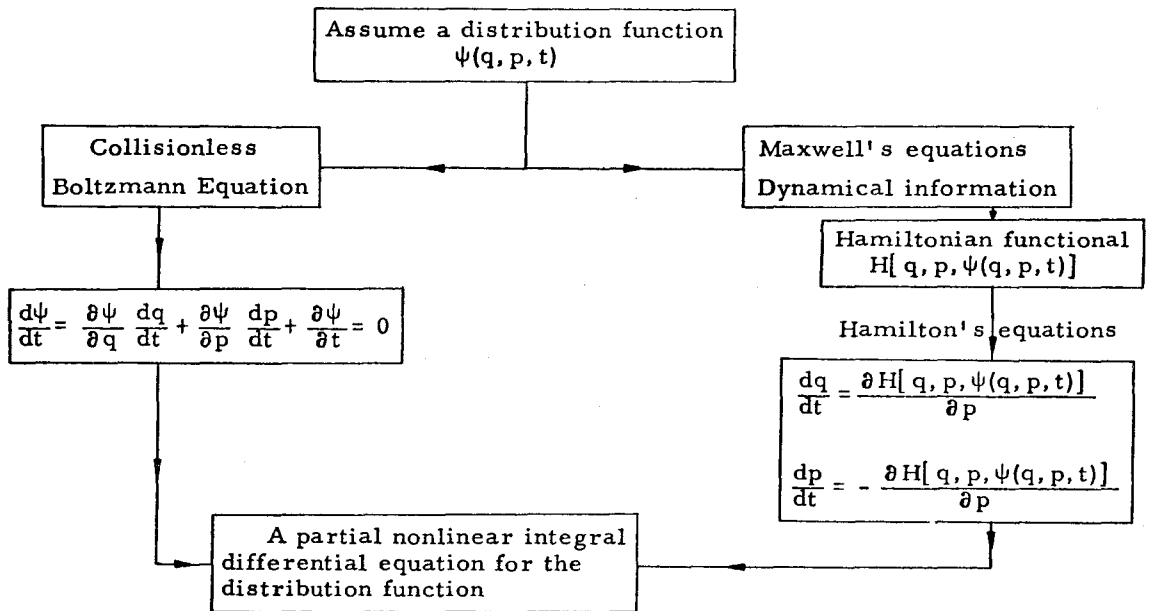 Assume a distribution function
ψ(q, p, t)
Collisionless
Boltzmann Equation
Maxwell's equations
Dynamical information
Hamiltonian functional
H[ q, p, ψ(q, p, t)]
dψ/dt = ∂ψ/∂q dq/dt + ∂ψ/∂p dp/dt + ∂ψ/∂t = 0
Hamilton's equations
dq/dt = ∂H[ q, p, ψ(q, p, t)]/∂p
dp/dt = - ∂H[ q, p, ψ(q, p, t)]/∂p
A partial nonlinear integral
differential equation for the
distribution function